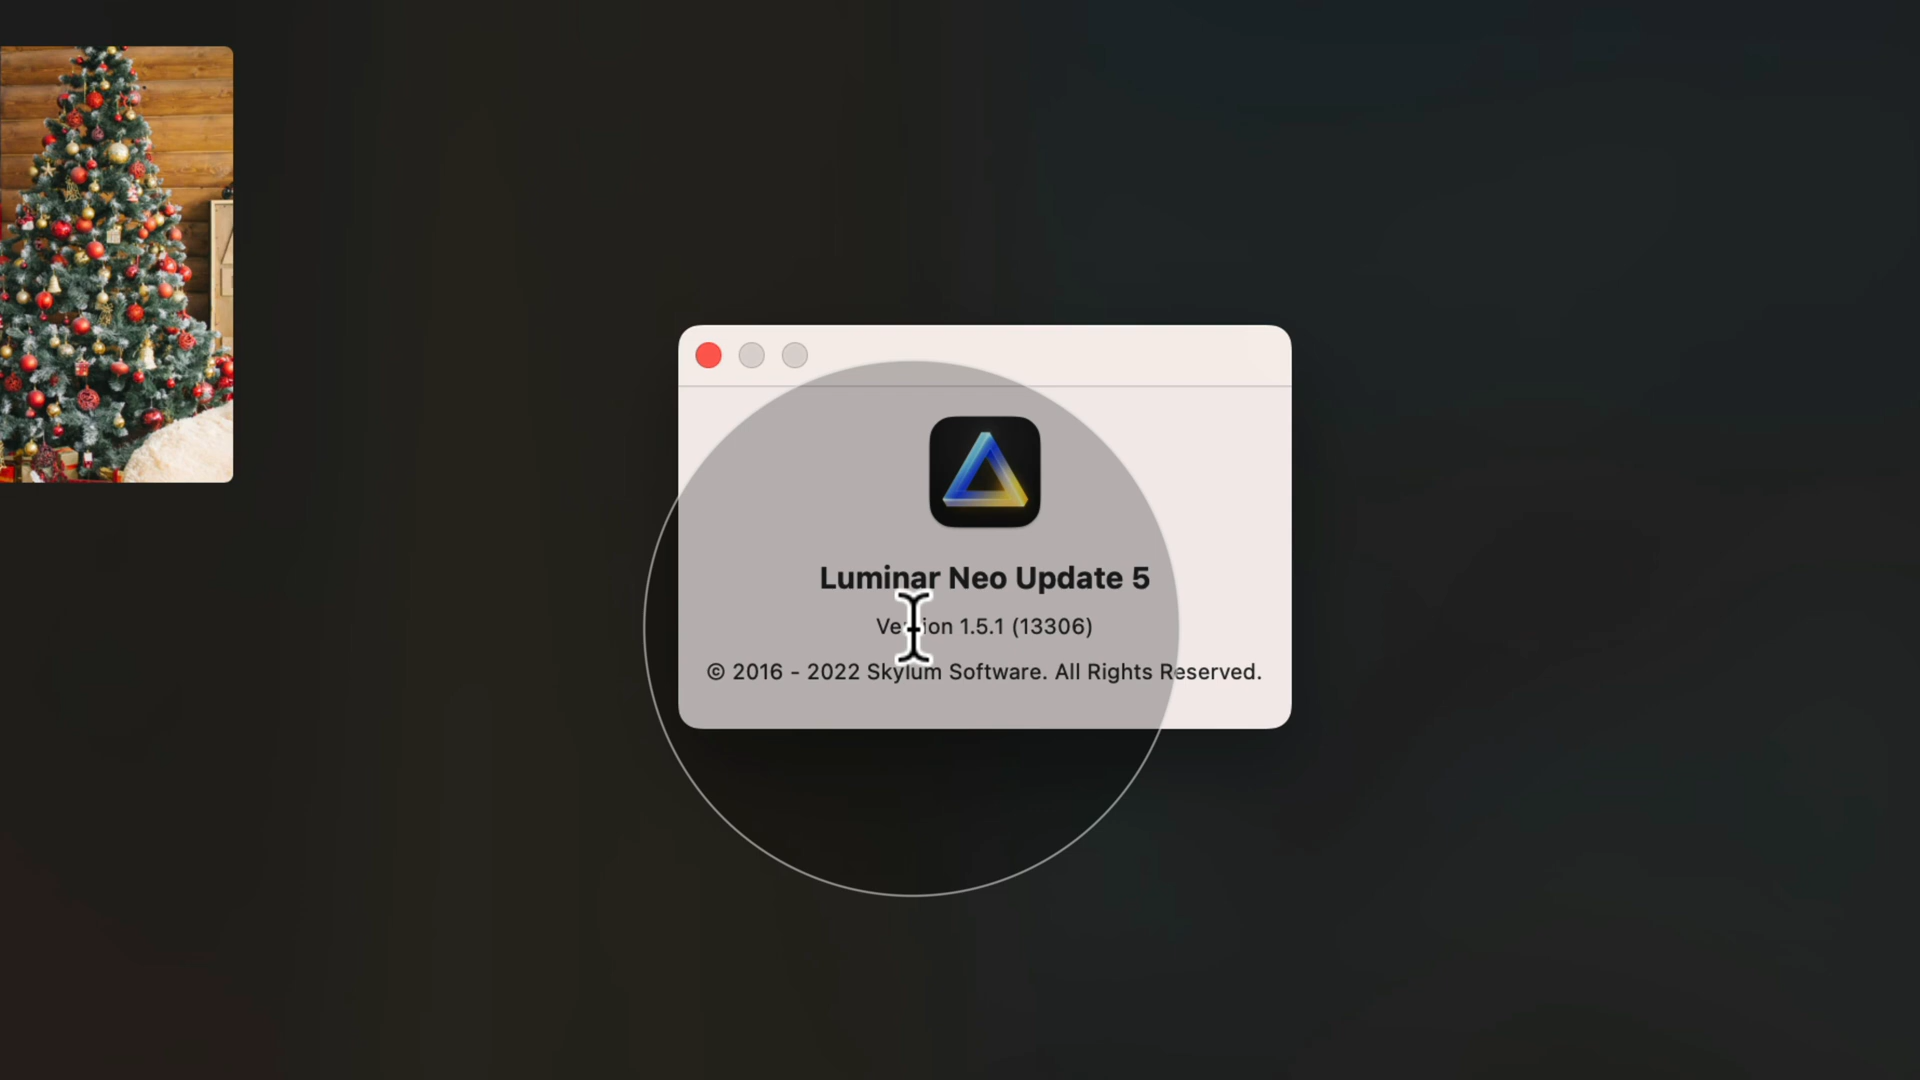 Luminar Neo Update 5
Version 1.5.1 (13306)
© 2016 - 2022 Skylum Software. All Rights Reserved.